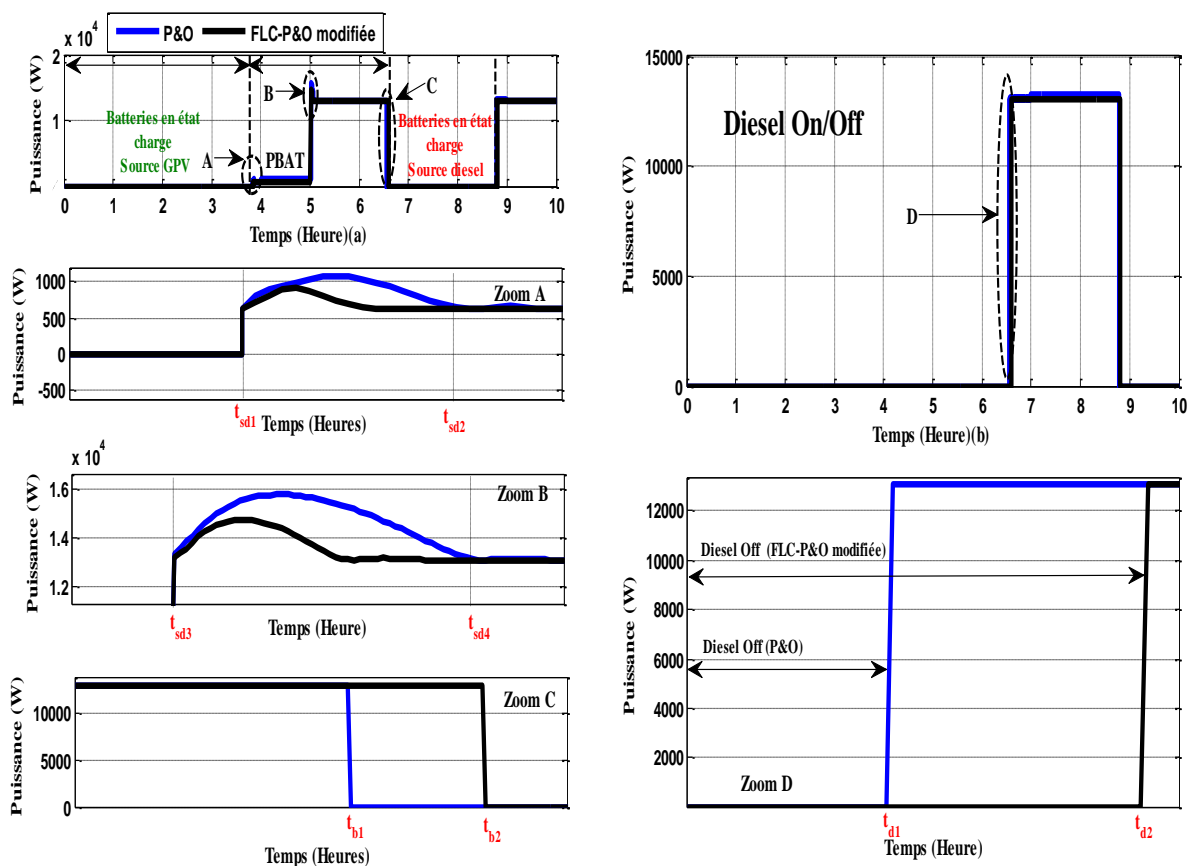 P&O FLC-P&O modifiée
x 10^4
Puissance (W)
2
1
B
C
A
Batteries en état
charge
Source GPV
PBAT
Batteries en état
charge
Source diesel
0 1 2 3 4 5 6 7 8 9 10
Temps (Heure)(a)
Puissance (W)
1000
500
0
-500
Zoom A
t_sd1 Temps (Heures) t_sd2
x 10^4
Puissance (W)
1.6
1.4
1.2
Zoom B
t_sd3 Temps (Heure) t_sd4
Puissance (W)
10000
5000
0
Zoom C
t_b1 t_b2
Temps (Heures)
Puissance (W)
15000
10000
5000
0
Diesel On/Off
D
0 1 2 3 4 5 6 7 8 9 10
Temps (Heure)(b)
Puissance (W)
12000
10000
8000
6000
4000
2000
0
Diesel Off (FLC-P&O modifiée)
Diesel Off (P&O)
Zoom D
t_d1 t_d2
Temps (Heure)